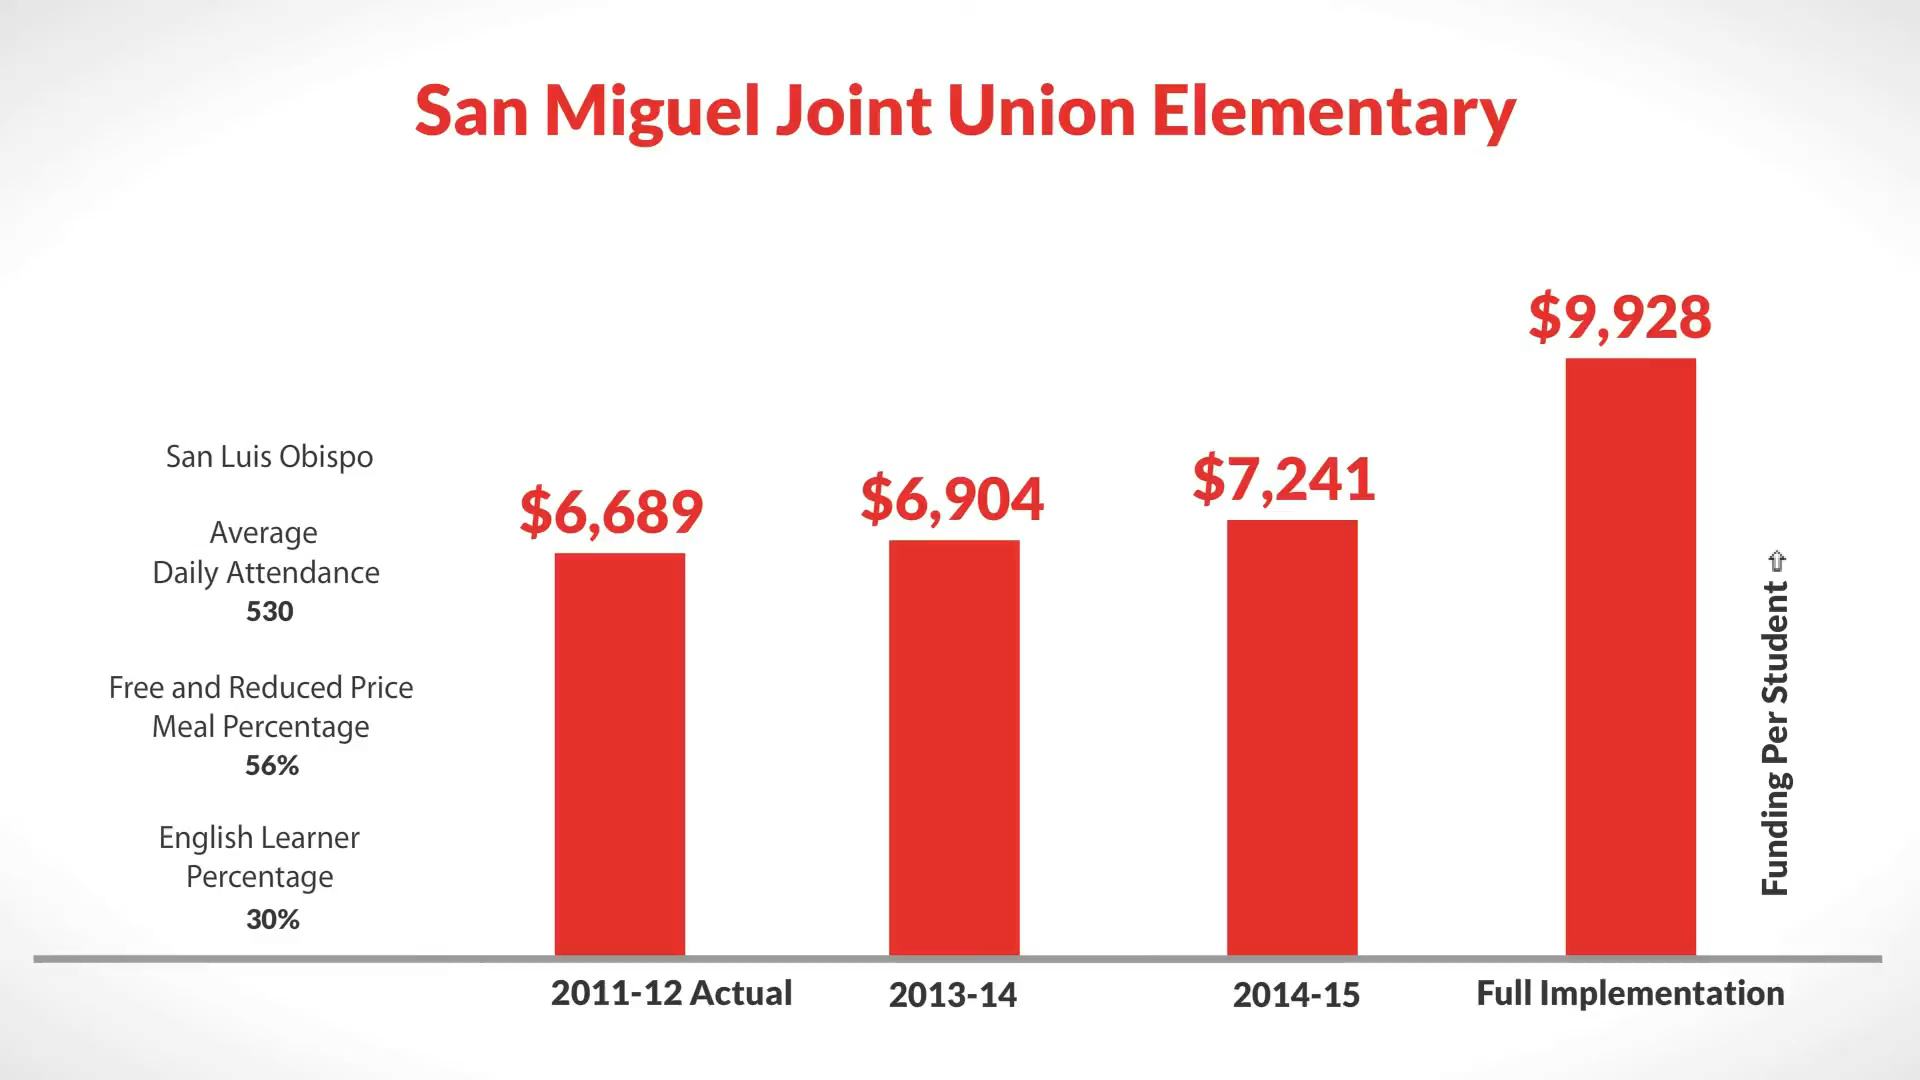 San Miguel Joint Union Elementary
San Luis Obispo
Average
Daily Attendance
530
Free and Reduced Price
Meal Percentage
56%
English Learner
Percentage
30%
$6,689
$6,904
$7,241
$9,928
Funding Per Student ⇧
2011-12 Actual
2013-14
2014-15
Full Implementation